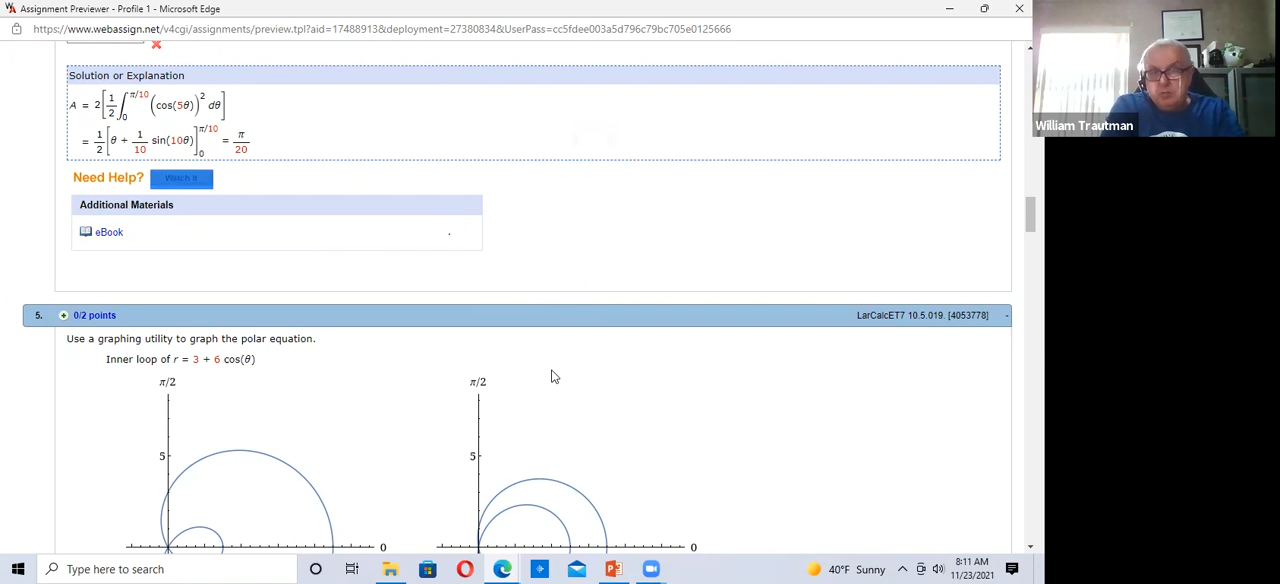 Assignment Previewer - Profile 1 - Microsoft Edge
https://www.webassign.net/v4cgi/assignments/preview.tpl?aid=17488913&deployment=27380834&UserPass=cc5fdee003a5d796c79bc705e0125666
William Trautman
Solution or Explanation
A = 2[1/2 ∫₀^π/10 (cos(5θ))² dθ]
= 1/2 [θ + 1/10 sin(10θ)]₀^π/10 = π/20
Need Help? Watch It
Additional Materials
eBook
5. 0/2 points LarCalcET7 10.5.019. [4053778] -
Use a graphing utility to graph the polar equation.
Inner loop of r = 3 + 6 cos(θ)
π/2 π/2
5 5
0 0
Type here to search
40°F Sunny
8:11 AM
11/23/2021